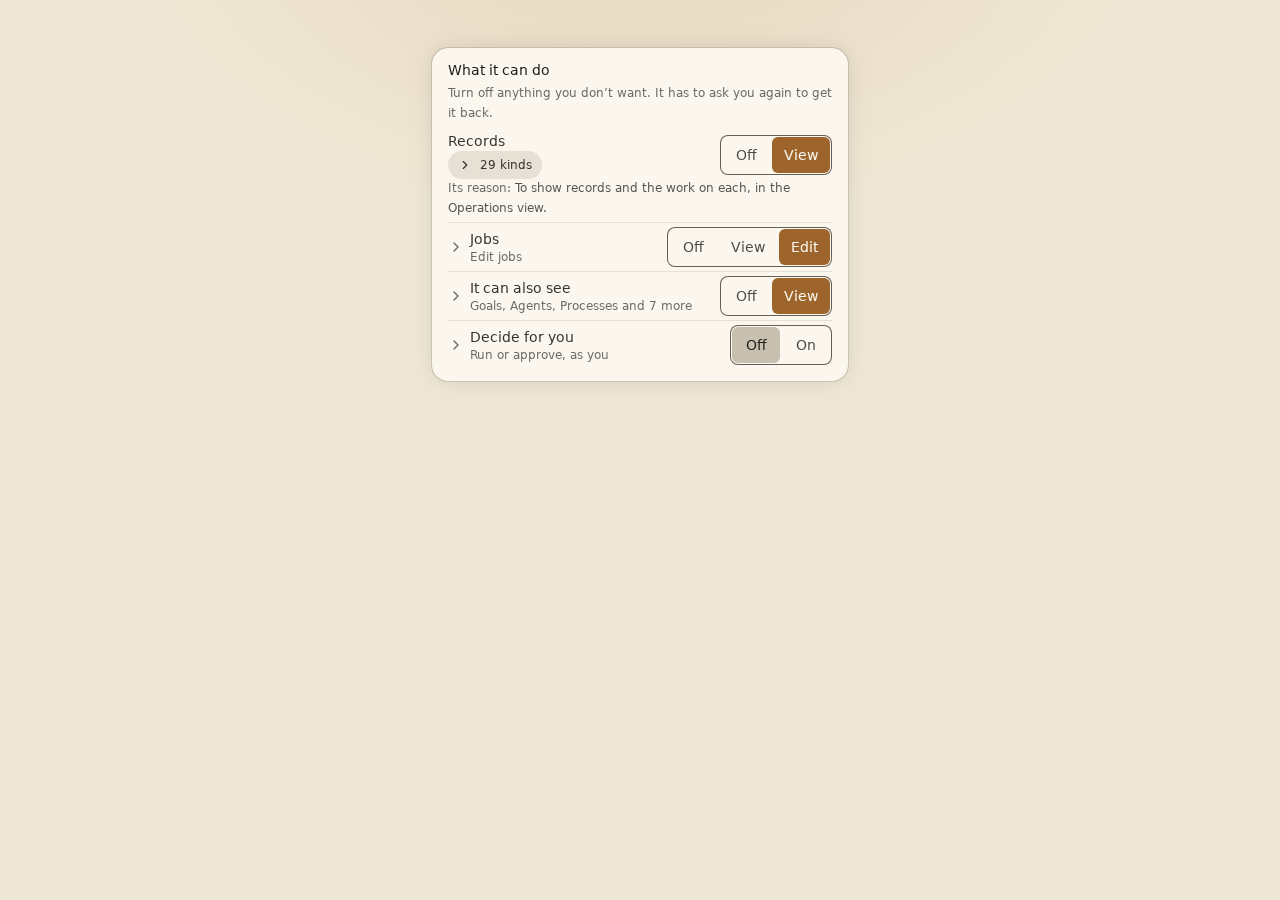 What it can do
Turn off anything you don’t want. It has to ask you again to get
it back.
Records
29 kinds
Off View
Its reason: To show records and the work on each, in the
Operations view.
Jobs
Edit jobs
Off View Edit
It can also see
Goals, Agents, Processes and 7 more
Off View
Decide for you
Run or approve, as you
Off On